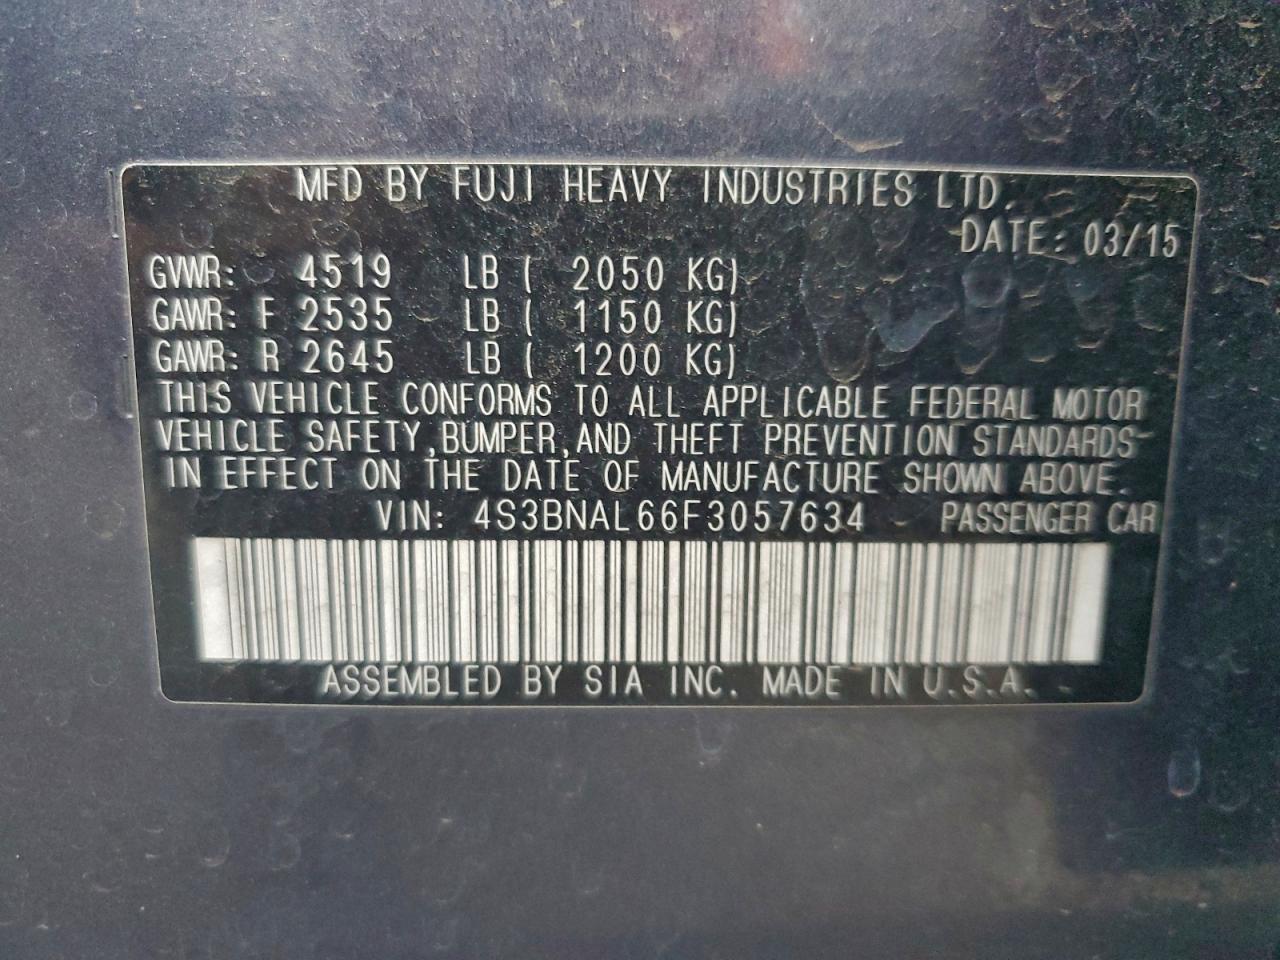 MFD BY FUJI HEAVY INDUSTRIES LTD.
DATE: 03/15
GVWR: 4519 LB ( 2050 KG)
GAWR: F 2535 LB ( 1150 KG)
GAWR: R 2645 LB ( 1200 KG)
THIS VEHICLE CONFORMS TO ALL APPLICABLE FEDERAL MOTOR
VEHICLE SAFETY,BUMPER,AND THEFT PREVENTION STANDARDS
IN EFFECT ON THE DATE OF MANUFACTURE SHOWN ABOVE.
VIN: 4S3BNAL66F3057634 PASSENGER CAR
ASSEMBLED BY SIA INC. MADE IN U.S.A.